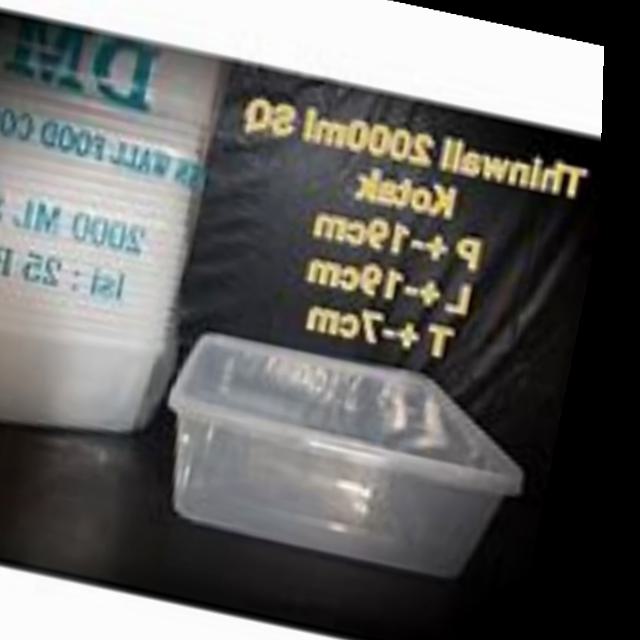 Thinwall 2000ml SQ
Kotak
P +-19cm
L +-19cm
T +-7cm
DM
WALL FOOD CO
2000 ML
Isi : 25 P